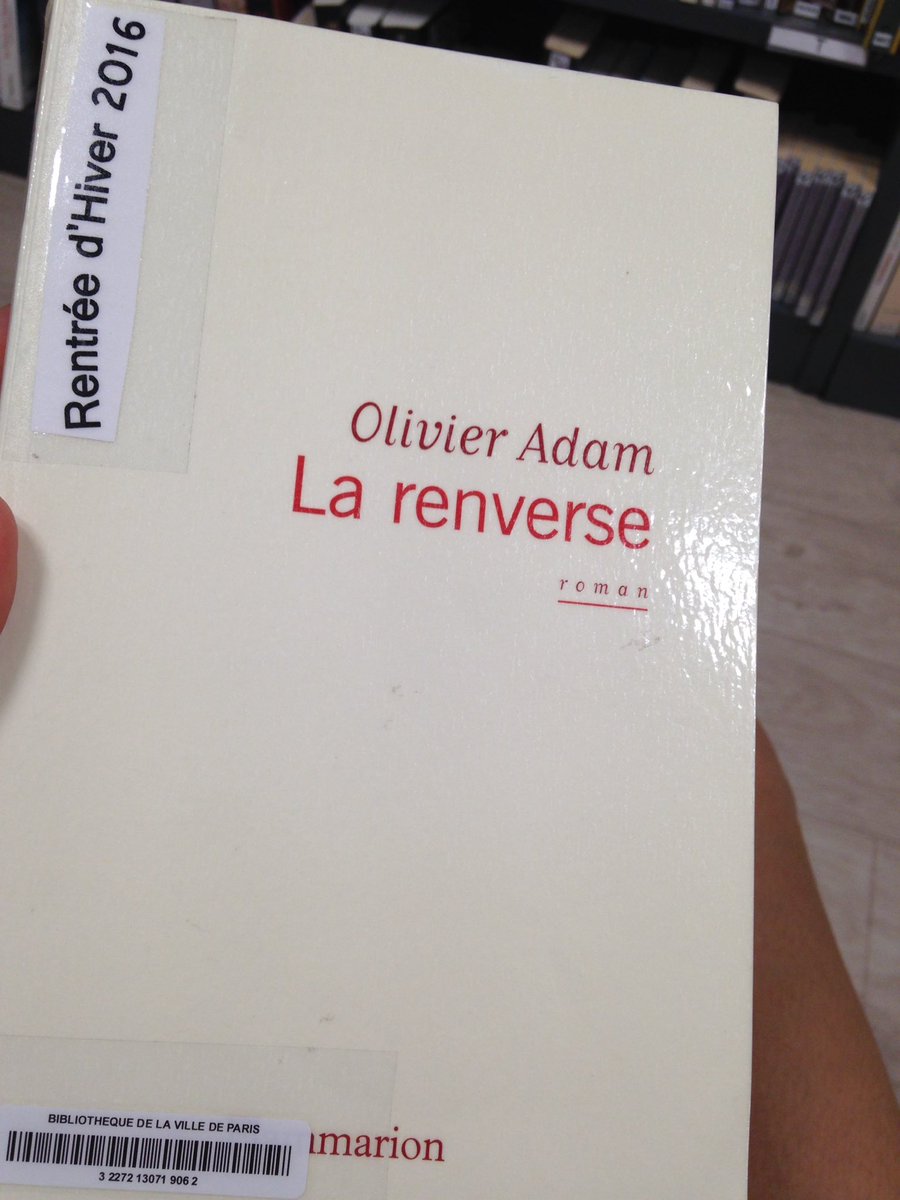 Rentrée d'Hiver 2016
Olivier Adam
La renverse
roman
BIBLIOTHEQUE DE LA VILLE DE PARIS
3 2272 13071 906 2
mmarion